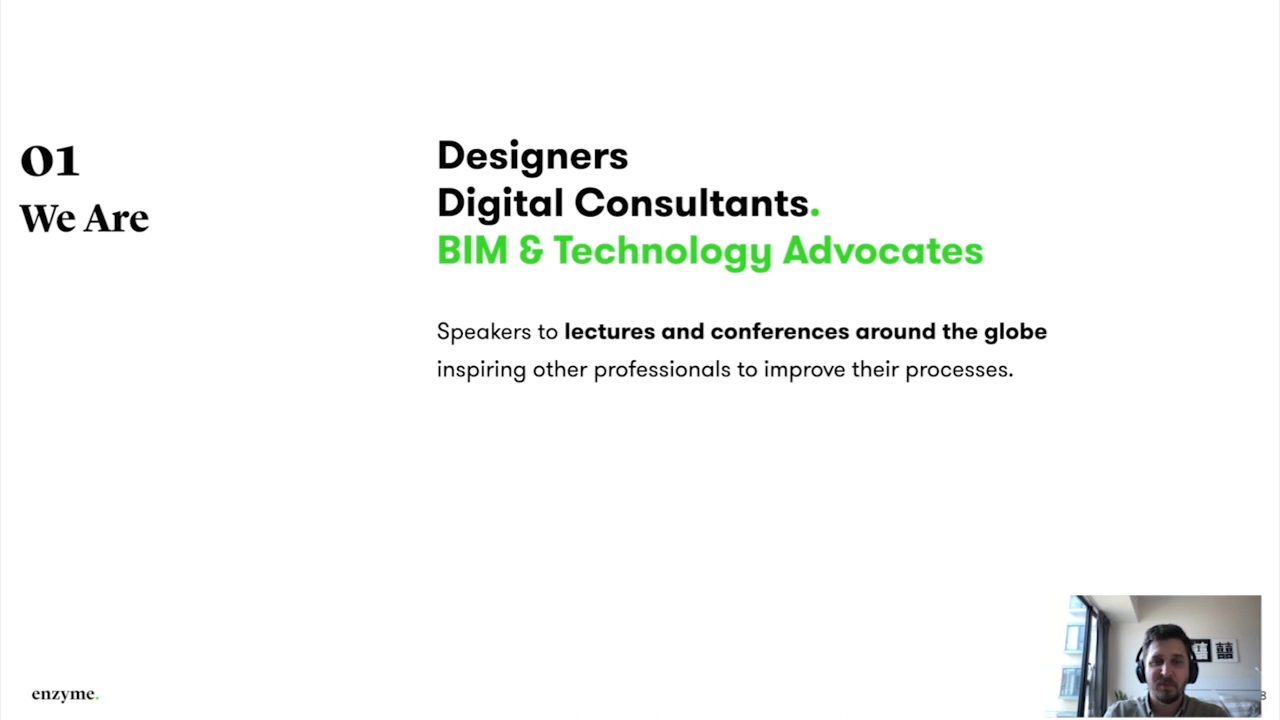 01
We Are
Designers
Digital Consultants.
BIM & Technology Advocates
Speakers to lectures and conferences around the globe
inspiring other professionals to improve their processes.
enzyme.
囍